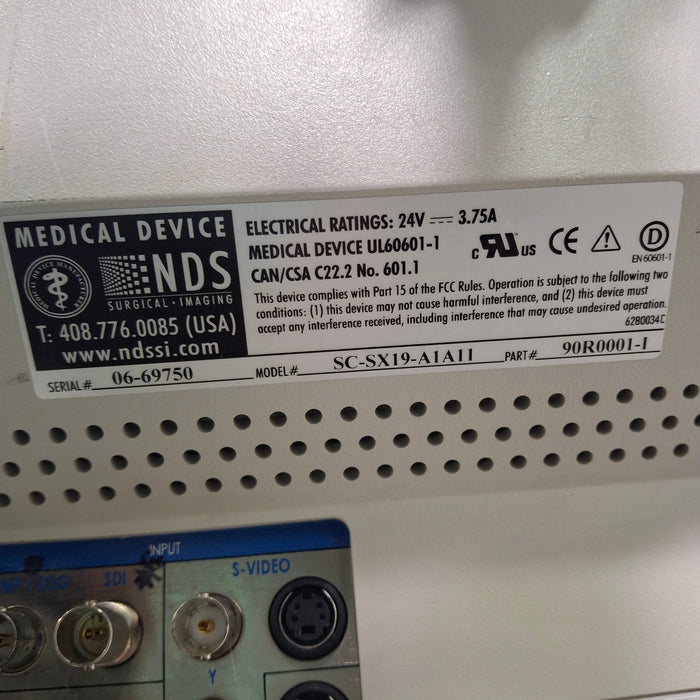 MEDICAL DEVICE
MEDICAL DEVICE MANUFACTURER
NDS
SURGICAL • IMAGING
T: 408.776.0085 (USA)
www.ndssi.com
ELECTRICAL RATINGS: 24V 3.75A
MEDICAL DEVICE UL60601-1
CAN/CSA C22.2 No. 601.1
c RU US CE D
EN 60601-1
This device complies with Part 15 of the FCC Rules. Operation is subject to the following two
conditions: (1) this device may not cause harmful interference, and (2) this device must
accept any interference received, including interference that may cause undesired operation.
62B0034C
SERIAL# 06-69750 MODEL# SC-SX19-A1A11 PART# 90R0001-I
INPUT
SDI
S-VIDEO
Y